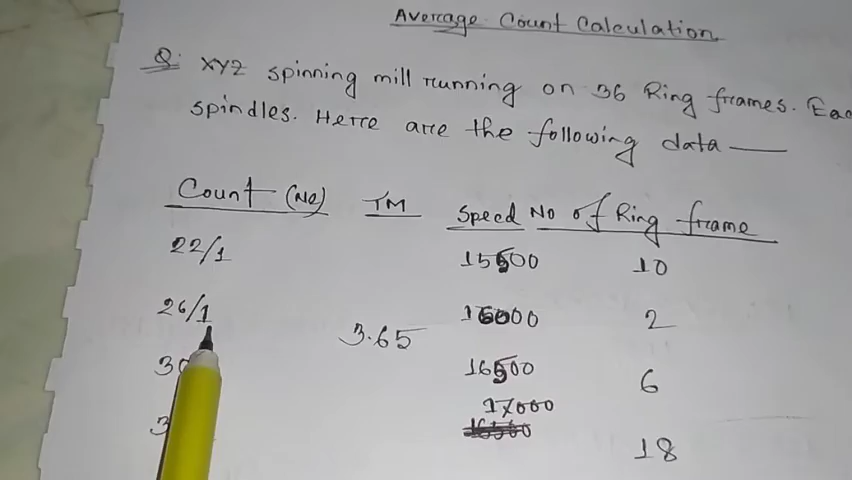 Average Count Calculation
Q: XYZ spinning mill running on 36 Ring frames.
spindles. Here are the following data —
Count (Ne) TM Speed No of Ring frame
22/1 15500 10
26/1 3.65 16000 2
16500 6
17000 18